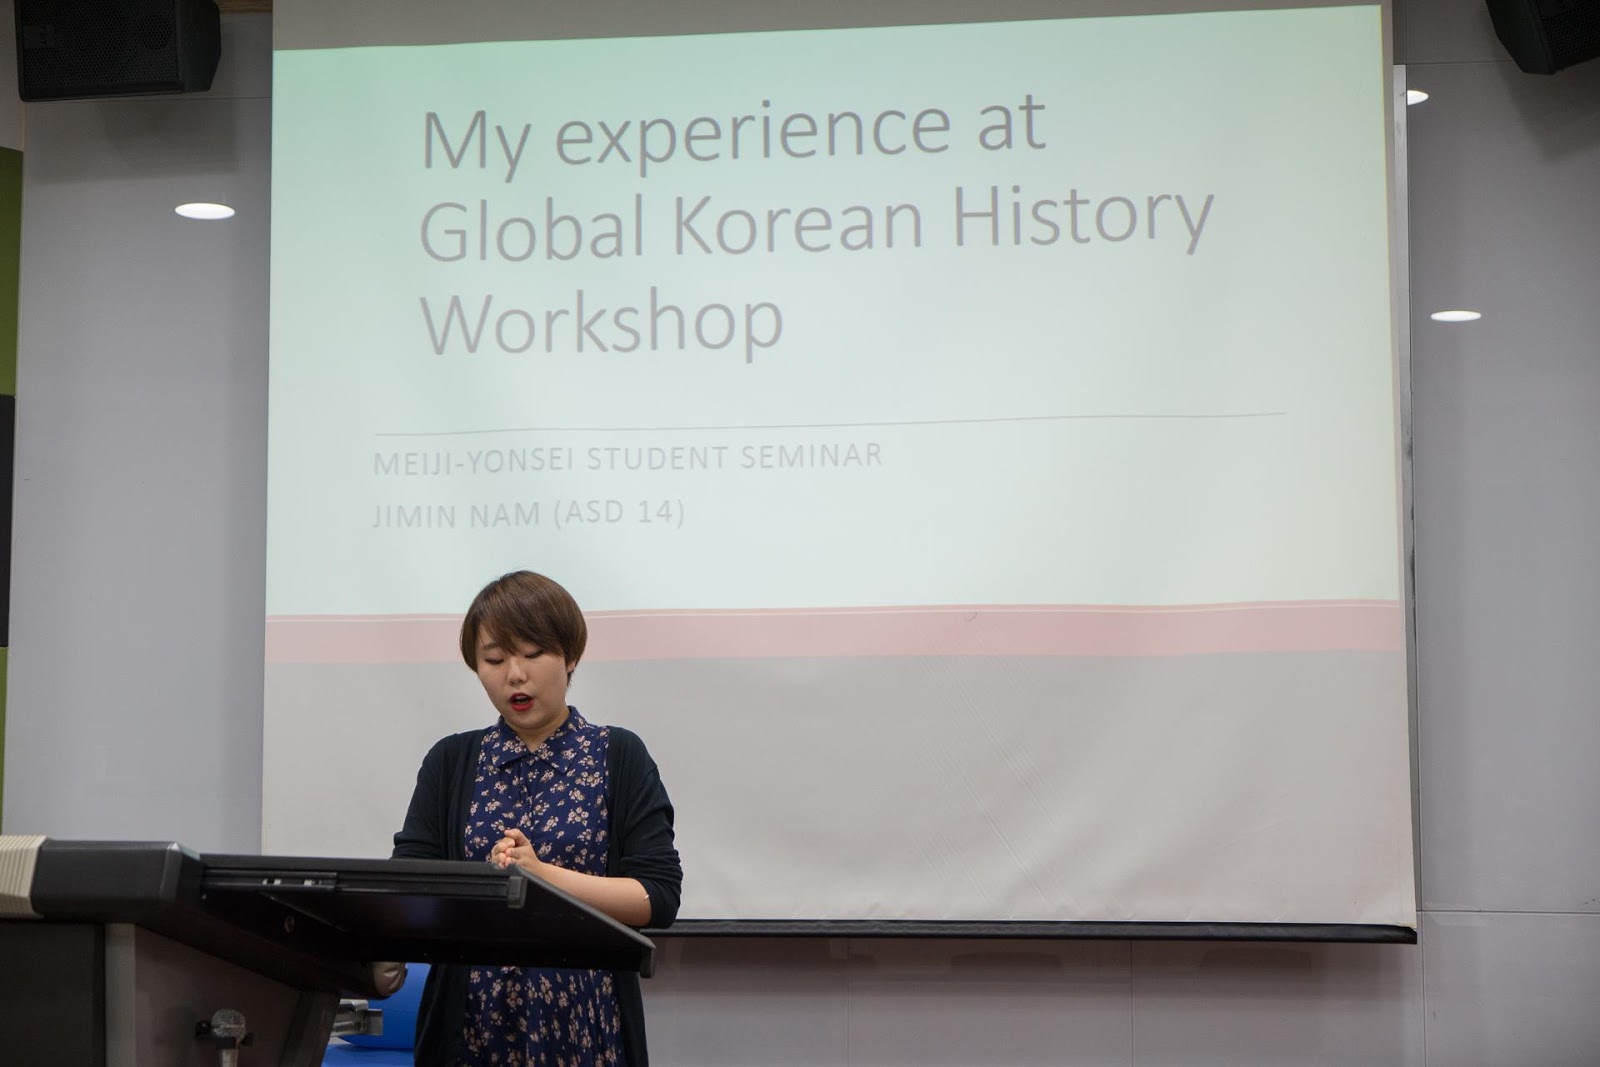 My experience at
Global Korean History
Workshop
MEIJI-YONSEI STUDENT SEMINAR
JIMIN NAM (ASD 14)